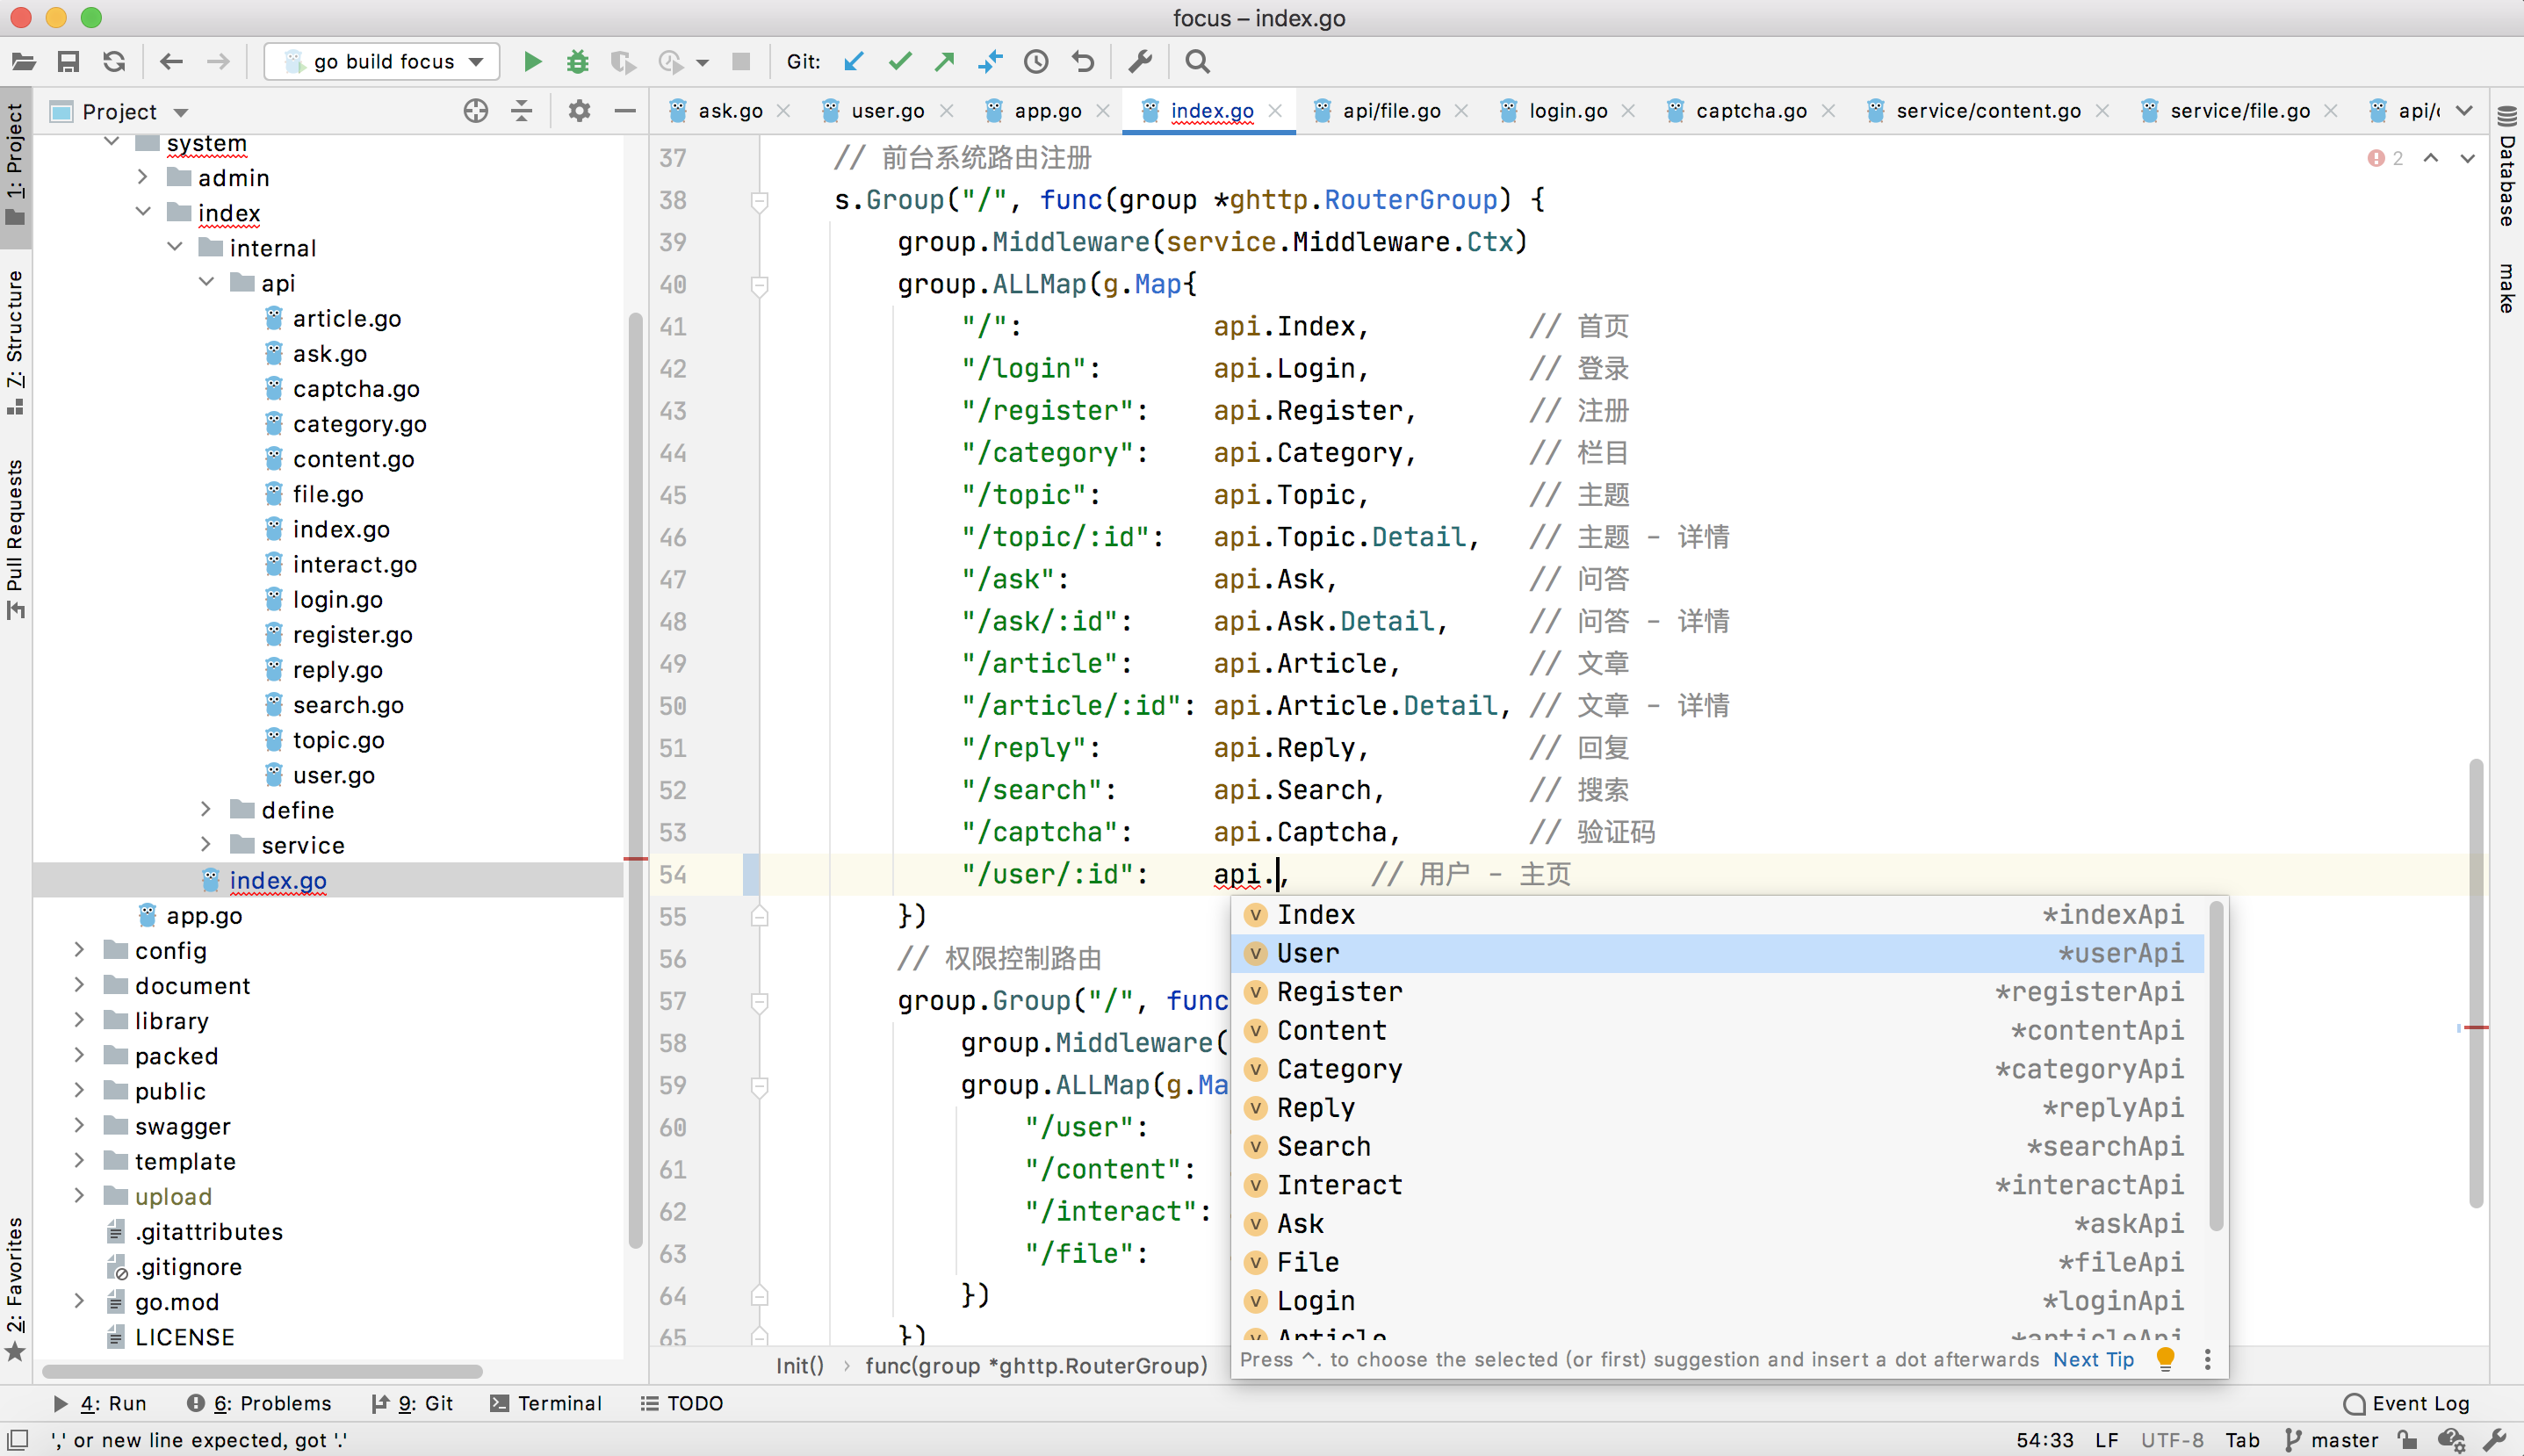 focus – index.go
go build focus
Git:
Project
ask.go
user.go
app.go
index.go
api/file.go
login.go
captcha.go
service/content.go
service/file.go
api/
1: Project
7: Structure
Pull Requests
2: Favorites
Database
make
system
admin
index
internal
api
article.go
ask.go
captcha.go
category.go
content.go
file.go
index.go
interact.go
login.go
register.go
reply.go
search.go
topic.go
user.go
define
service
index.go
app.go
config
document
library
packed
public
swagger
template
upload
.gitattributes
.gitignore
go.mod
LICENSE
2
37 // 前台系统路由注册
38 s.Group("/", func(group *ghttp.RouterGroup) {
39 group.Middleware(service.Middleware.Ctx)
40 group.ALLMap(g.Map{
41 "/": api.Index, // 首页
42 "/login": api.Login, // 登录
43 "/register": api.Register, // 注册
44 "/category": api.Category, // 栏目
45 "/topic": api.Topic, // 主题
46 "/topic/:id": api.Topic.Detail, // 主题 - 详情
47 "/ask": api.Ask, // 问答
48 "/ask/:id": api.Ask.Detail, // 问答 - 详情
49 "/article": api.Article, // 文章
50 "/article/:id": api.Article.Detail, // 文章 - 详情
51 "/reply": api.Reply, // 回复
52 "/search": api.Search, // 搜索
53 "/captcha": api.Captcha, // 验证码
54 "/user/:id": api., // 用户 - 主页
55 })
56 // 权限控制路由
57 group.Group("/", func
58 group.Middleware(
59 group.ALLMap(g.Ma
60 "/user":
61 "/content":
62 "/interact":
63 "/file":
64 })
65 })
v Index *indexApi
v User *userApi
v Register *registerApi
v Content *contentApi
v Category *categoryApi
v Reply *replyApi
v Search *searchApi
v Interact *interactApi
v Ask *askApi
v File *fileApi
v Login *loginApi
v Article *articleApi
Press ^. to choose the selected (or first) suggestion and insert a dot afterwards Next Tip
Init() › func(group *ghttp.RouterGroup)
4: Run
6: Problems
9: Git
Terminal
TODO
Event Log
',' or new line expected, got '.'
54:33 LF UTF-8 Tab master